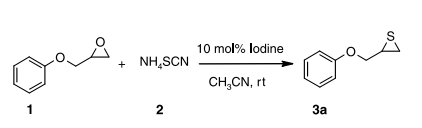 O
O
+
NH₄SCN
10 mol% Iodine
CH₃CN, rt
O
S
1
2
3a